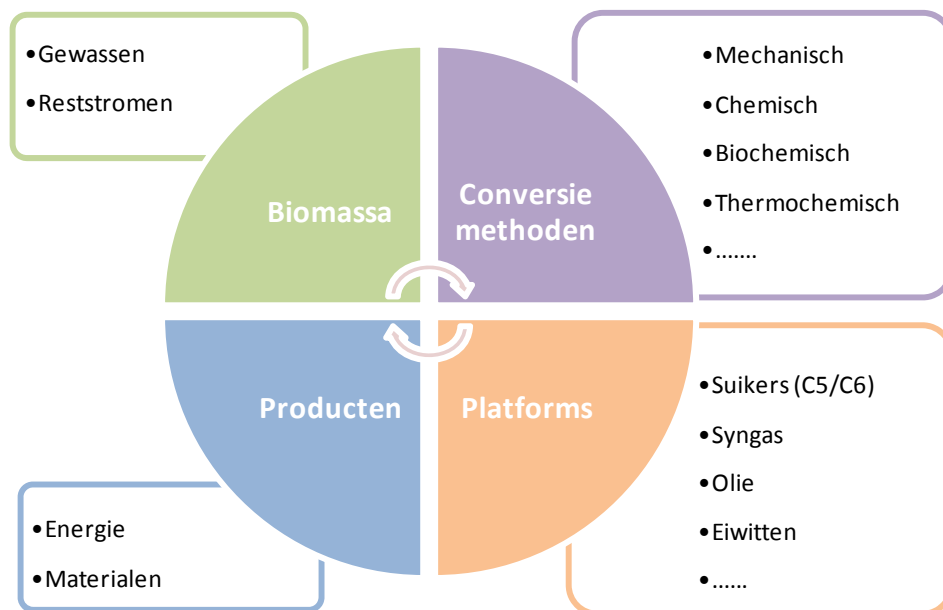 •Gewassen
•Reststromen
Biomassa
Conversie
methoden
•Mechanisch
•Chemisch
•Biochemisch
•Thermochemisch
•.......
Producten
•Energie
•Materialen
Platforms
•Suikers (C5/C6)
•Syngas
•Olie
•Eiwitten
•......